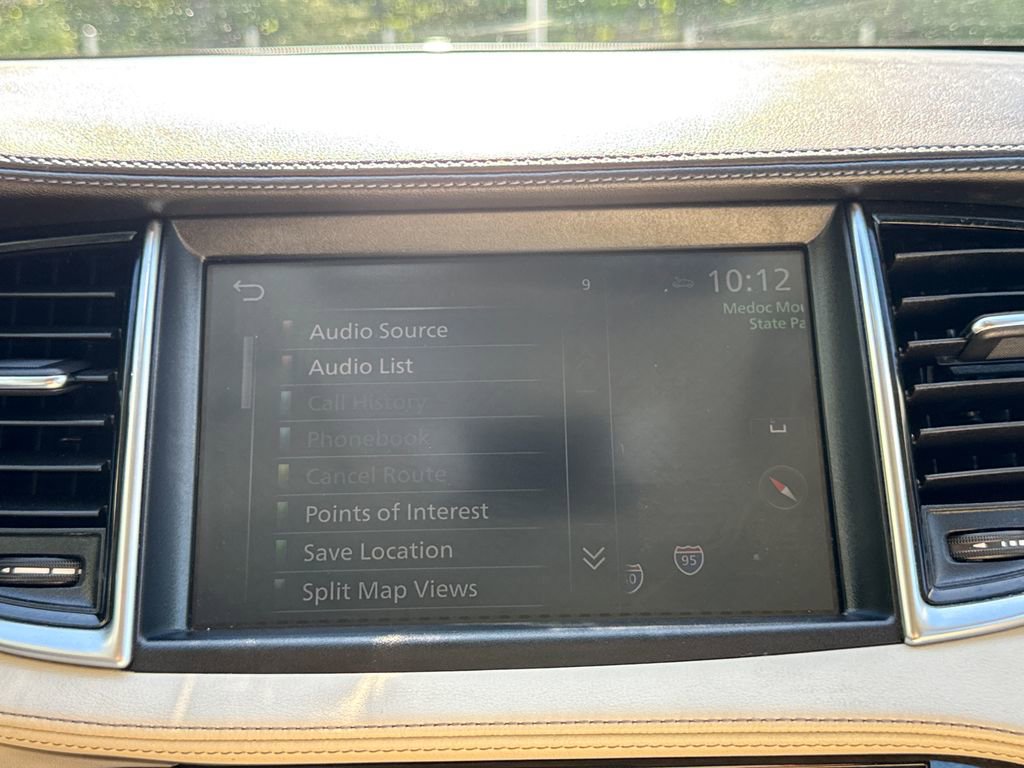 9
10:12
Medoc Mou
State Pa
Audio Source
Audio List
Call History
Phonebook
Cancel Route
Points of Interest
Save Location
Split Map Views
95